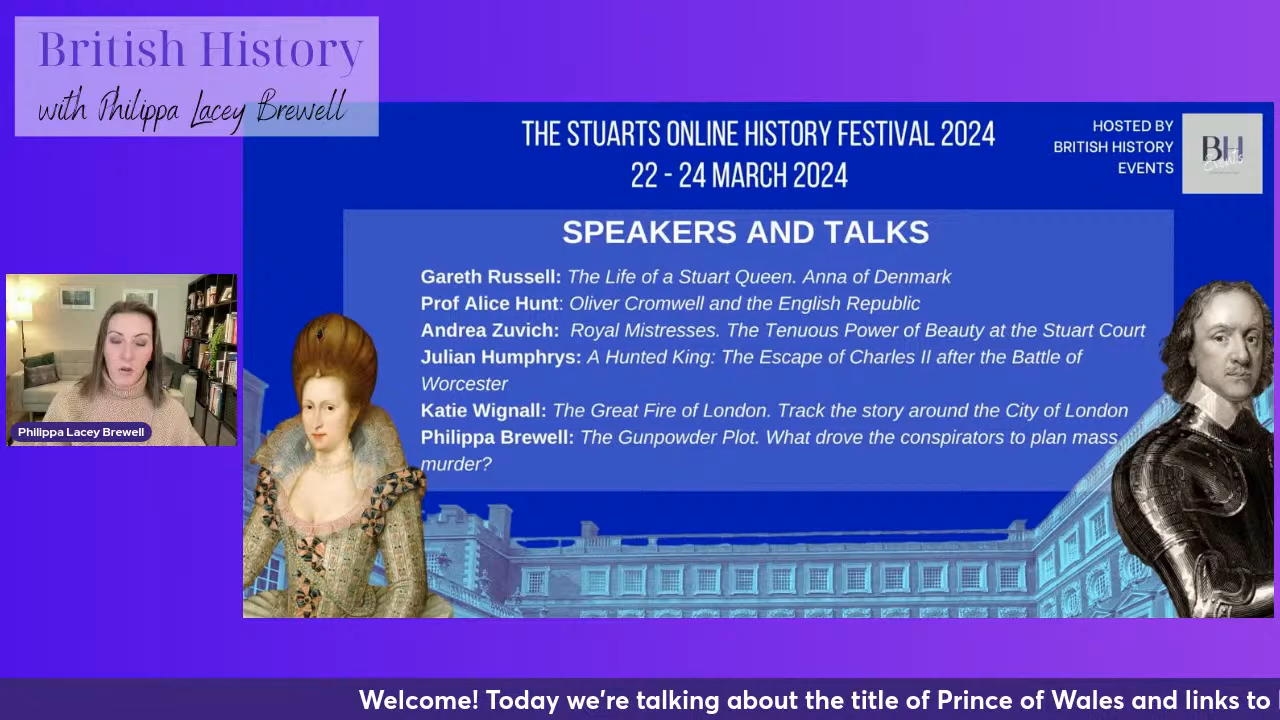 British History
with Philippa Lacey Brewell
THE STUARTS ONLINE HISTORY FESTIVAL 2024
22 - 24 MARCH 2024
HOSTED BY
BRITISH HISTORY
EVENTS
BH
Events
SPEAKERS AND TALKS
Gareth Russell: The Life of a Stuart Queen. Anna of Denmark
Prof Alice Hunt: Oliver Cromwell and the English Republic
Andrea Zuvich: Royal Mistresses. The Tenuous Power of Beauty at the Stuart Court
Julian Humphrys: A Hunted King: The Escape of Charles II after the Battle of
Worcester
Katie Wignall: The Great Fire of London. Track the story around the City of London
Philippa Brewell: The Gunpowder Plot. What drove the conspirators to plan mass
murder?
Philippa Lacey Brewell
Welcome! Today we're talking about the title of Prince of Wales and links to